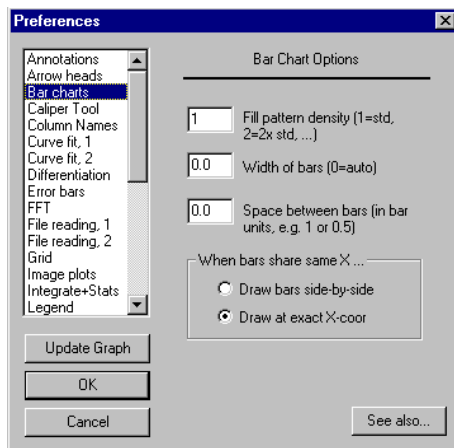 Preferences
Annotations
Arrow heads
Bar charts
Caliper Tool
Column Names
Curve fit, 1
Curve fit, 2
Differentiation
Error bars
FFT
File reading, 1
File reading, 2
Grid
Image plots
Integrate+Stats
Legend
Update Graph
OK
Cancel
Bar Chart Options
1 Fill pattern density (1=std,
2=2x std, ...)
0.0 Width of bars (0=auto)
0.0 Space between bars (in bar
units, e.g. 1 or 0.5)
When bars share same X ...
Draw bars side-by-side
Draw at exact X-coor
See also...